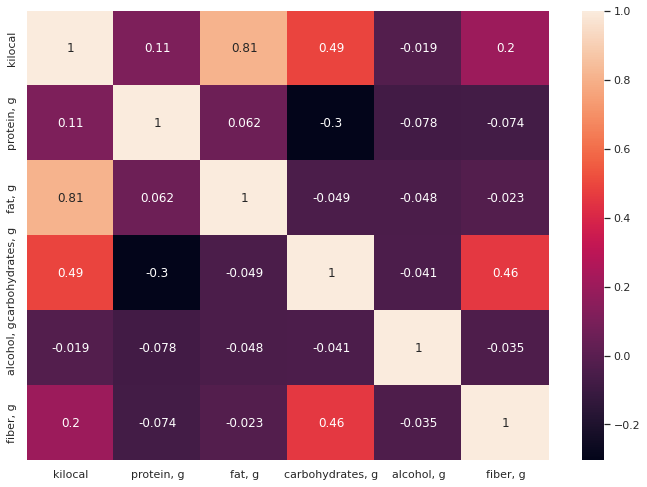 kilocal 1 0.11 0.81 0.49 -0.019 0.2
protein, g 0.11 1 0.062 -0.3 -0.078 -0.074
fat, g 0.81 0.062 1 -0.049 -0.048 -0.023
carbohydrates, g 0.49 -0.3 -0.049 1 -0.041 0.46
alcohol, g -0.019 -0.078 -0.048 -0.041 1 -0.035
fiber, g 0.2 -0.074 -0.023 0.46 -0.035 1
kilocal protein, g fat, g carbohydrates, g alcohol, g fiber, g
1.0
0.8
0.6
0.4
0.2
0.0
−0.2